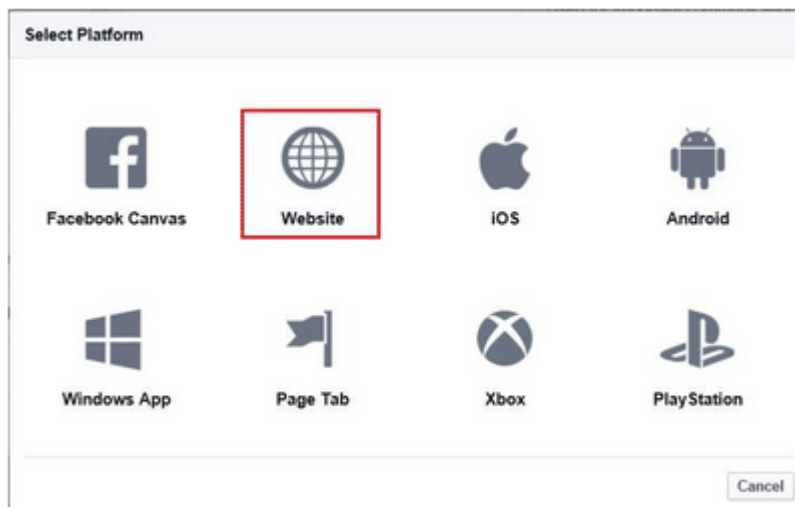 Select Platform
Facebook Canvas
Website
iOS
Android
Windows App
Page Tab
Xbox
PlayStation
Cancel